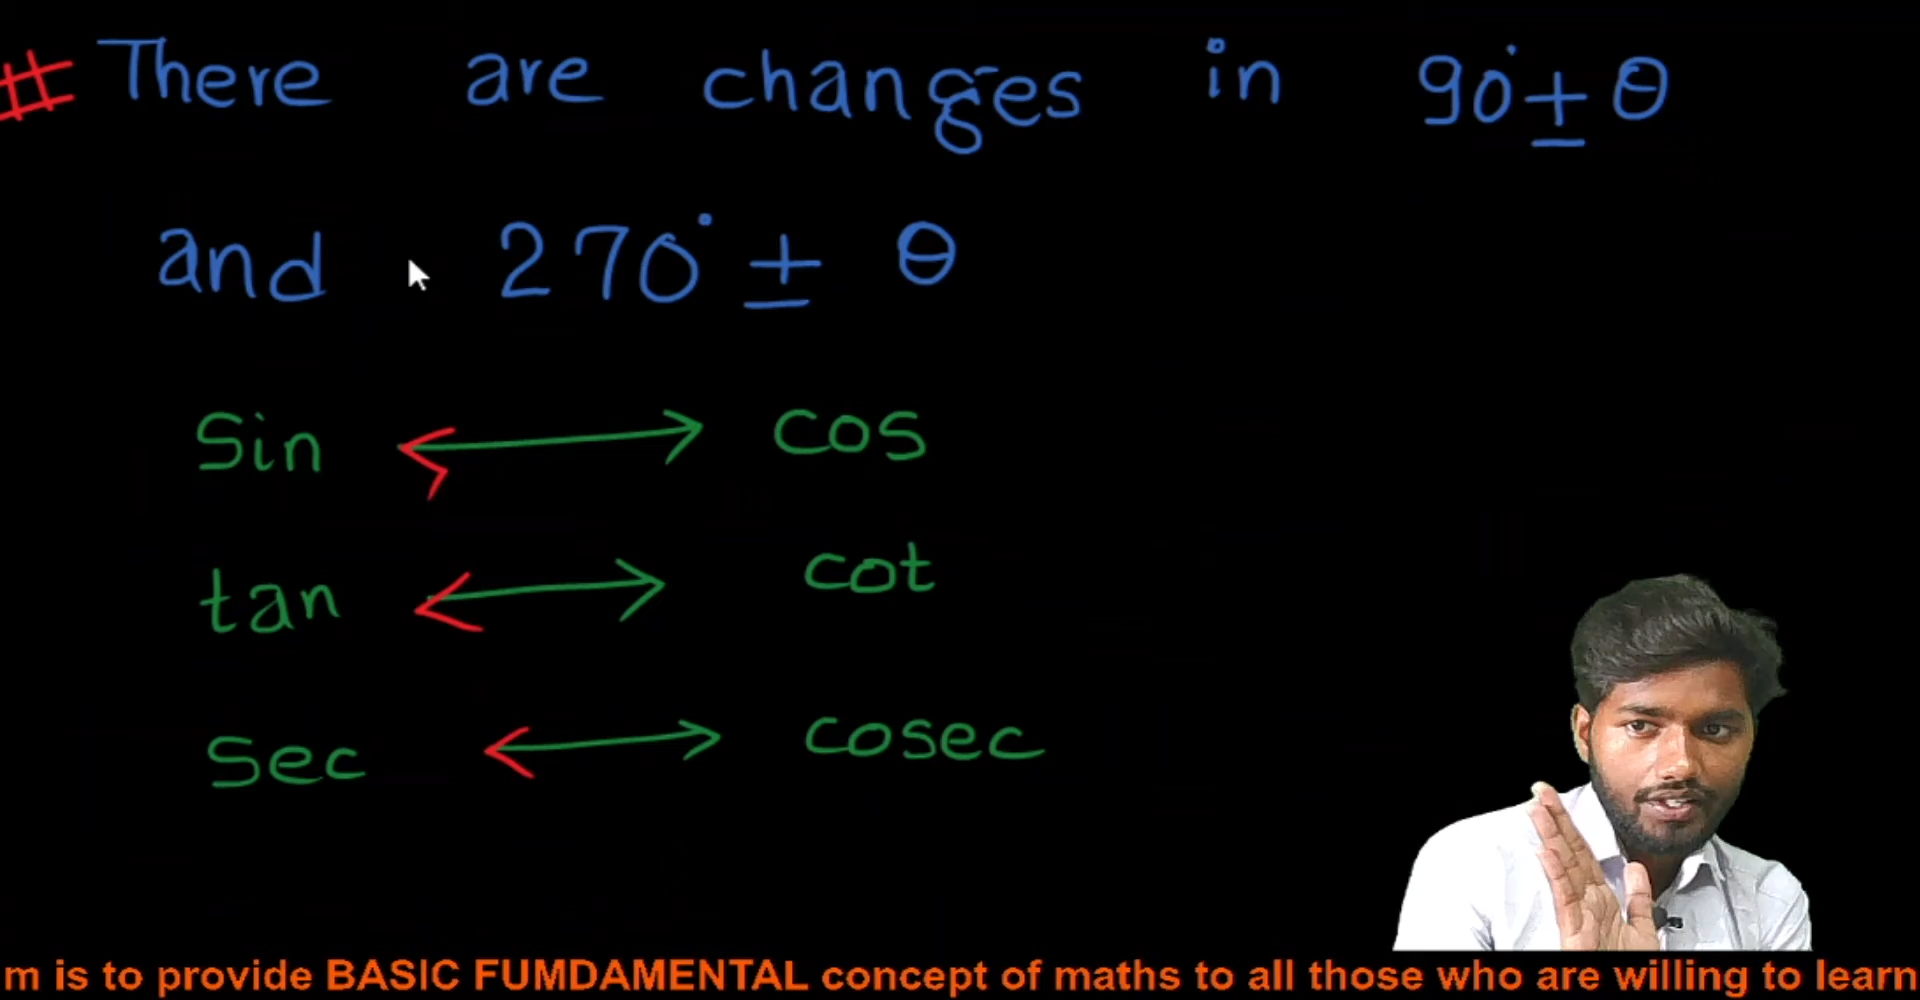 # There are changes in 90° ± θ
and 270° ± θ
Sin ↔ cos
tan ↔ cot
Sec ↔ cosec
m is to provide BASIC FUMDAMENTAL concept of maths to all those who are willing to learn